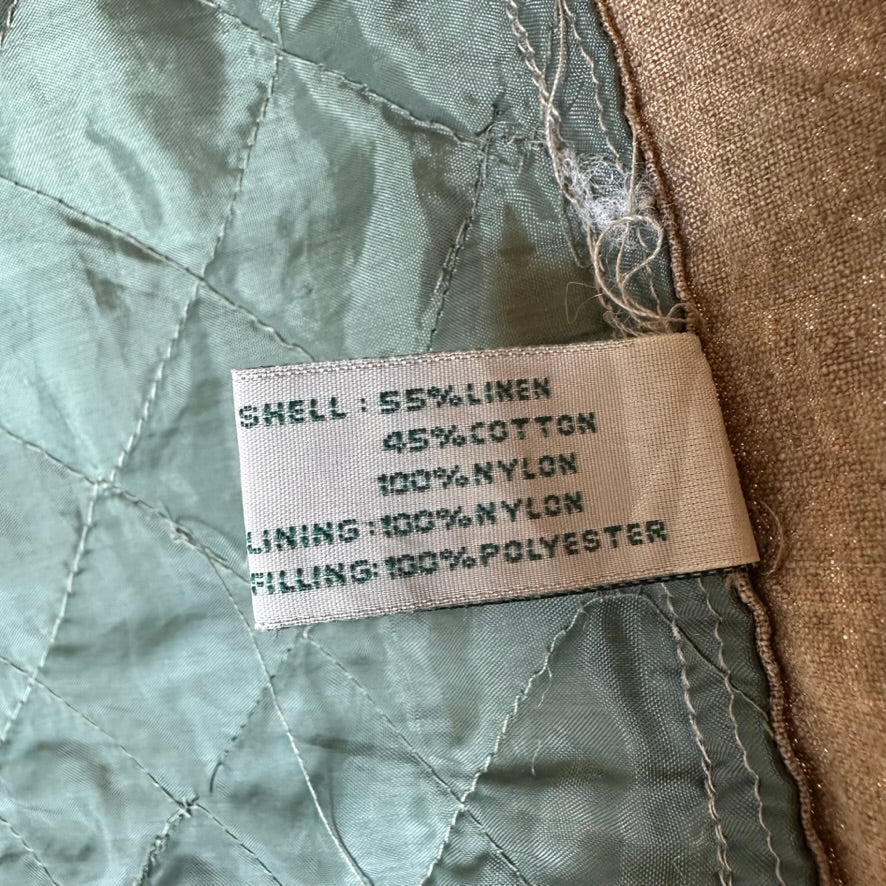 SHELL : 55%LINEN
45%COTTON
100%NYLON
LINING :100%NYLON
FILLING:100%POLYESTER